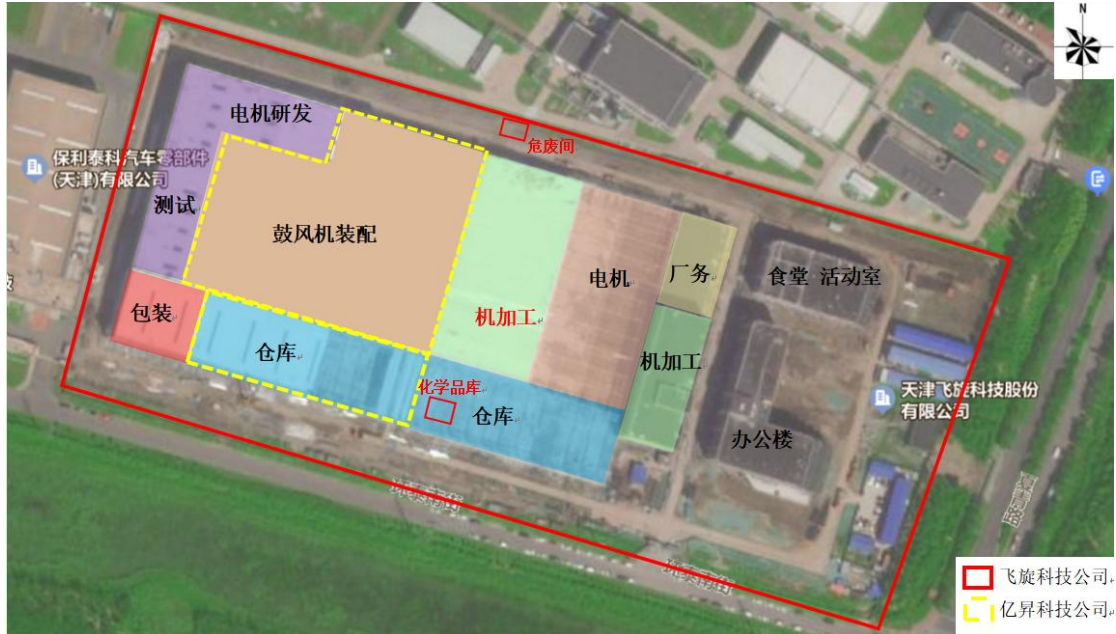 N
电机研发
危废间
保利泰科汽车零部件
(天津)有限公司
测试
鼓风机装配
电机
厂务
食堂 活动室
包装
机加工
仓库
机加工
化学品库
仓库
天津飞旋科技股份
有限公司
办公楼
飞旋科技公司
亿昇科技公司